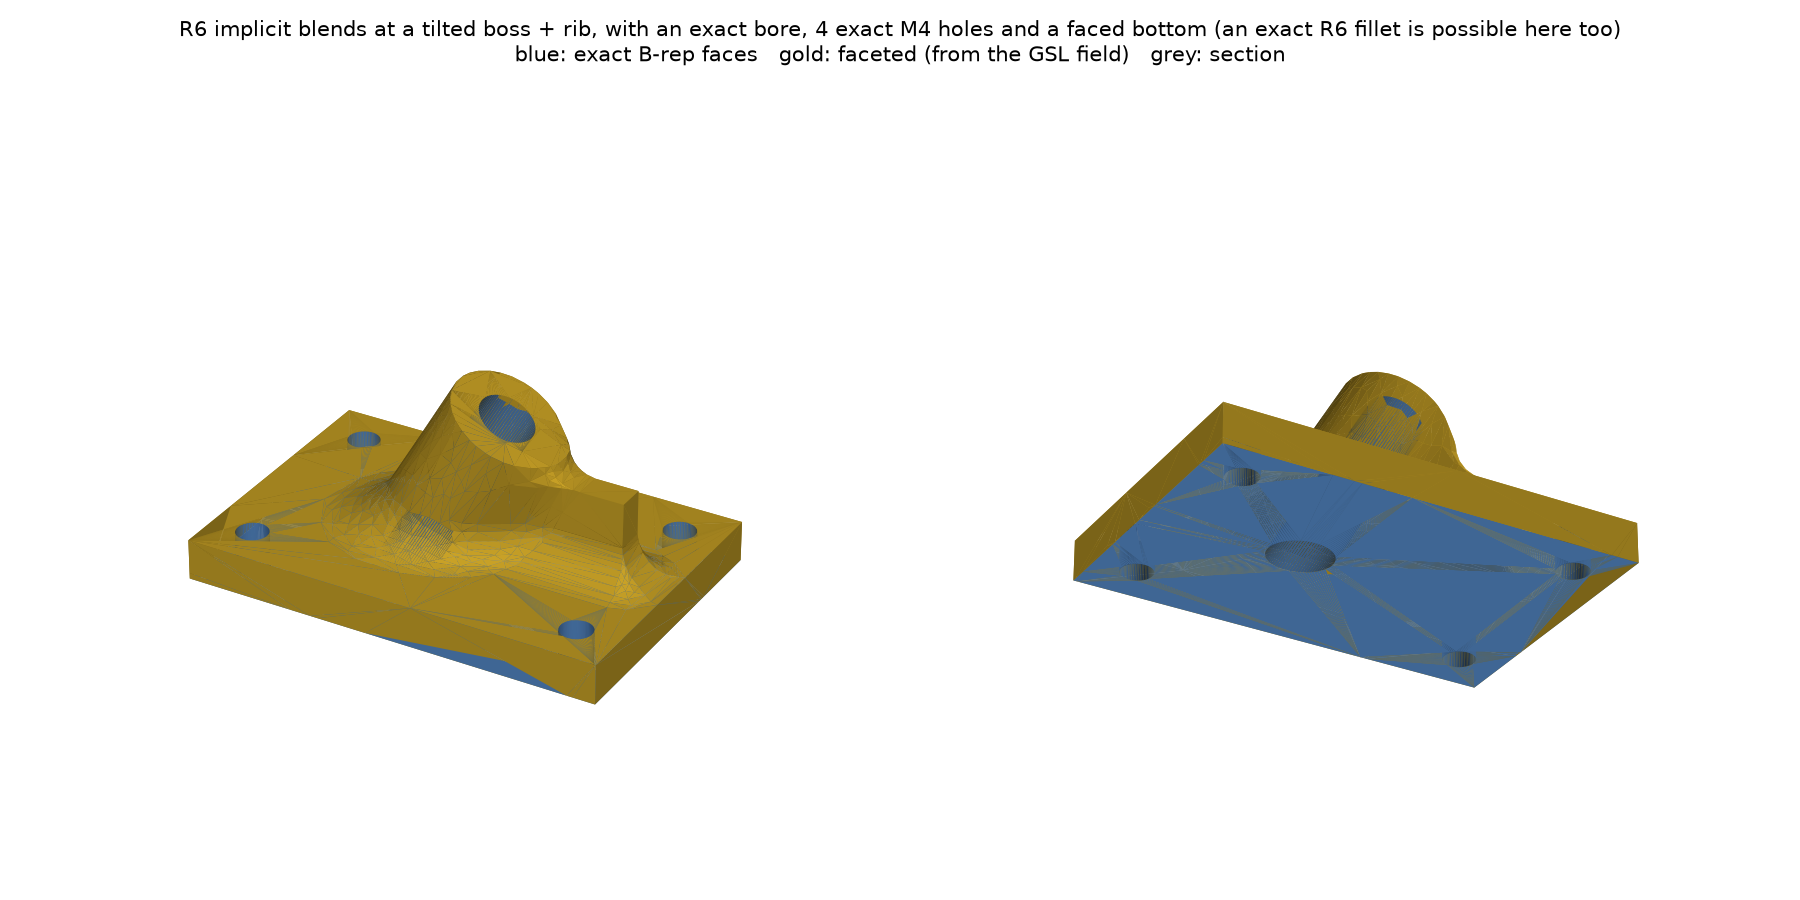 R6 implicit blends at a tilted boss + rib, with an exact bore, 4 exact M4 holes and a faced bottom (an exact R6 fillet is possible here too)
blue: exact B-rep faces   gold: faceted (from the GSL field)   grey: section